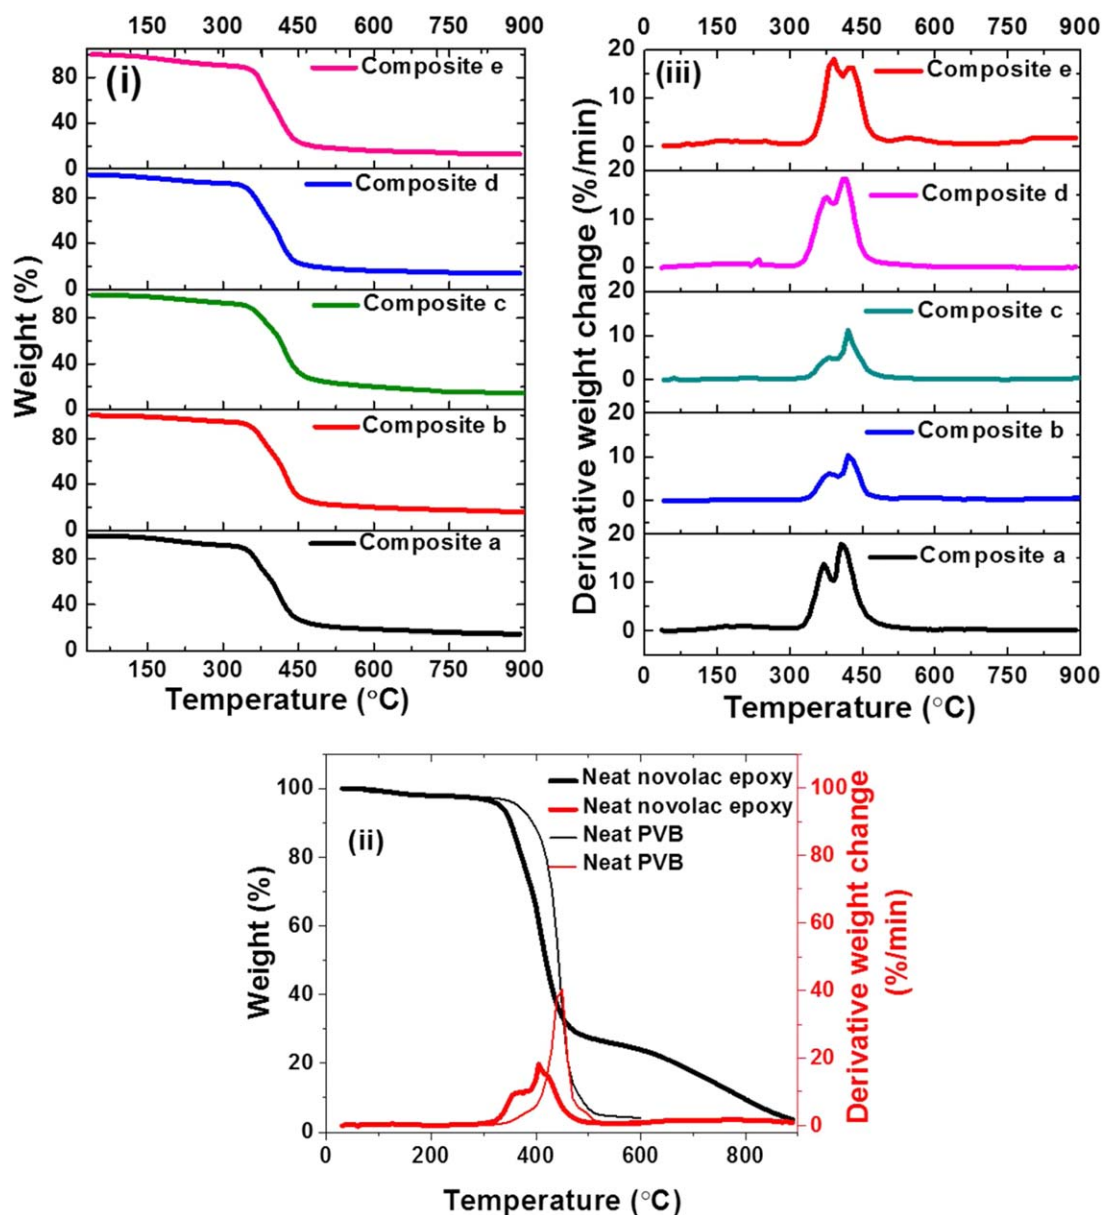 150 300 450 600 750 900
(i)
Composite e
80
40
0
Composite d
80
40
0
Composite c
80
40
0
Composite b
80
40
0
Composite a
80
40
0
Weight (%)
150 300 450 600 750 900
Temperature (°C)
0 150 300 450 600 750 900
(iii)
20
Composite e
10
0
20
Composite d
10
0
20
Composite c
10
0
20
Composite b
10
0
20
Composite a
10
0
Derivative weight change (%/min)
0 150 300 450 600 750 900
Temperature (°C)
(ii)
Neat novolac epoxy
Neat novolac epoxy
Neat PVB
Neat PVB
100
80
60
40
20
0
Weight (%)
100
80
60
40
20
0
Derivative weight change
(%/min)
0 200 400 600 800
Temperature (°C)